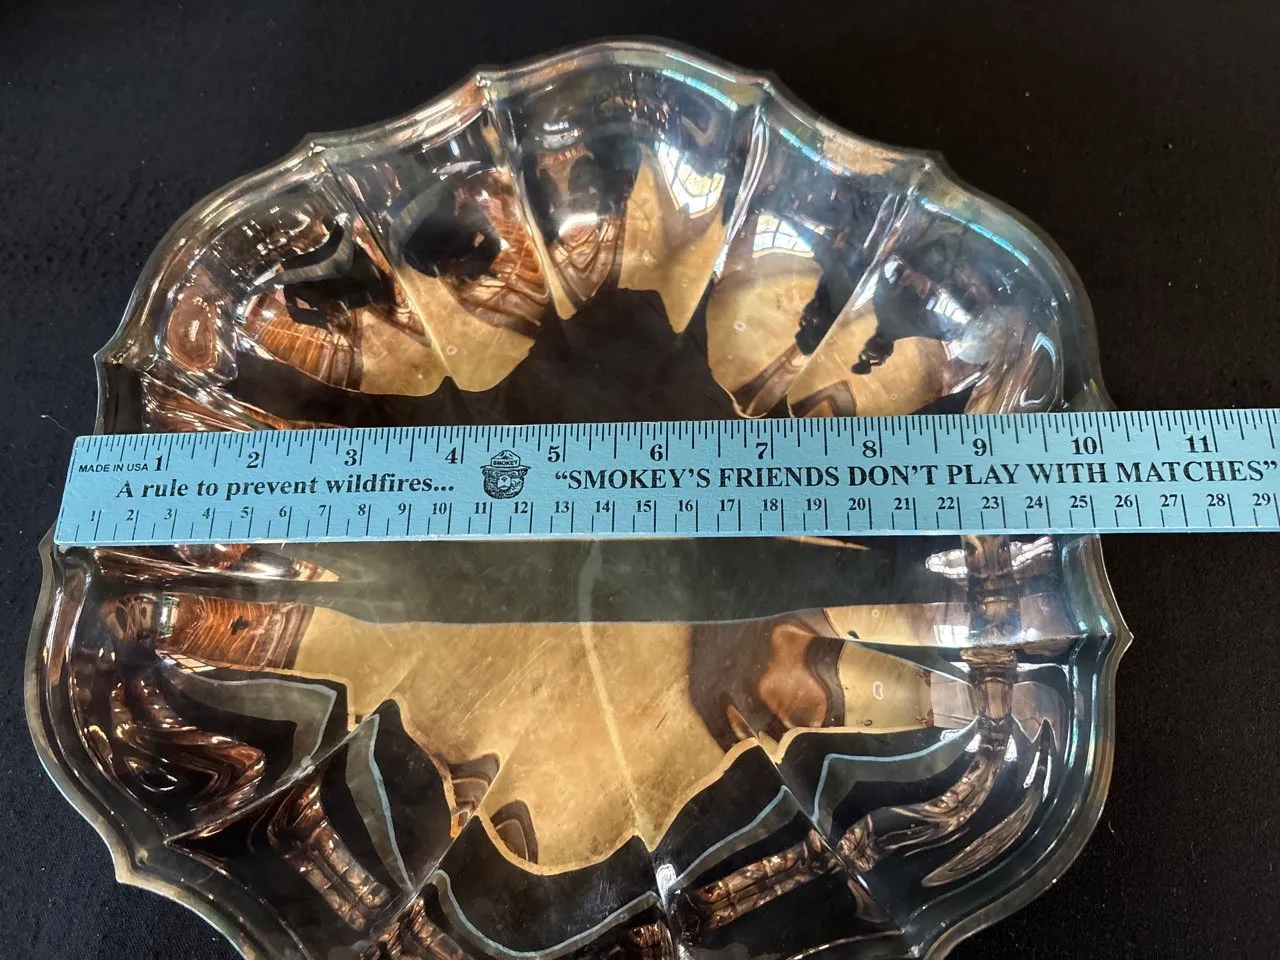 1 2 3 4 5 6 7 8 9 10 11
MADE IN USA
SMOKEY
A rule to prevent wildfires... "SMOKEY'S FRIENDS DON'T PLAY WITH MATCHES"
1 2 3 4 5 6 7 8 9 10 11 12 13 14 15 16 17 18 19 20 21 22 23 24 25 26 27 28 29